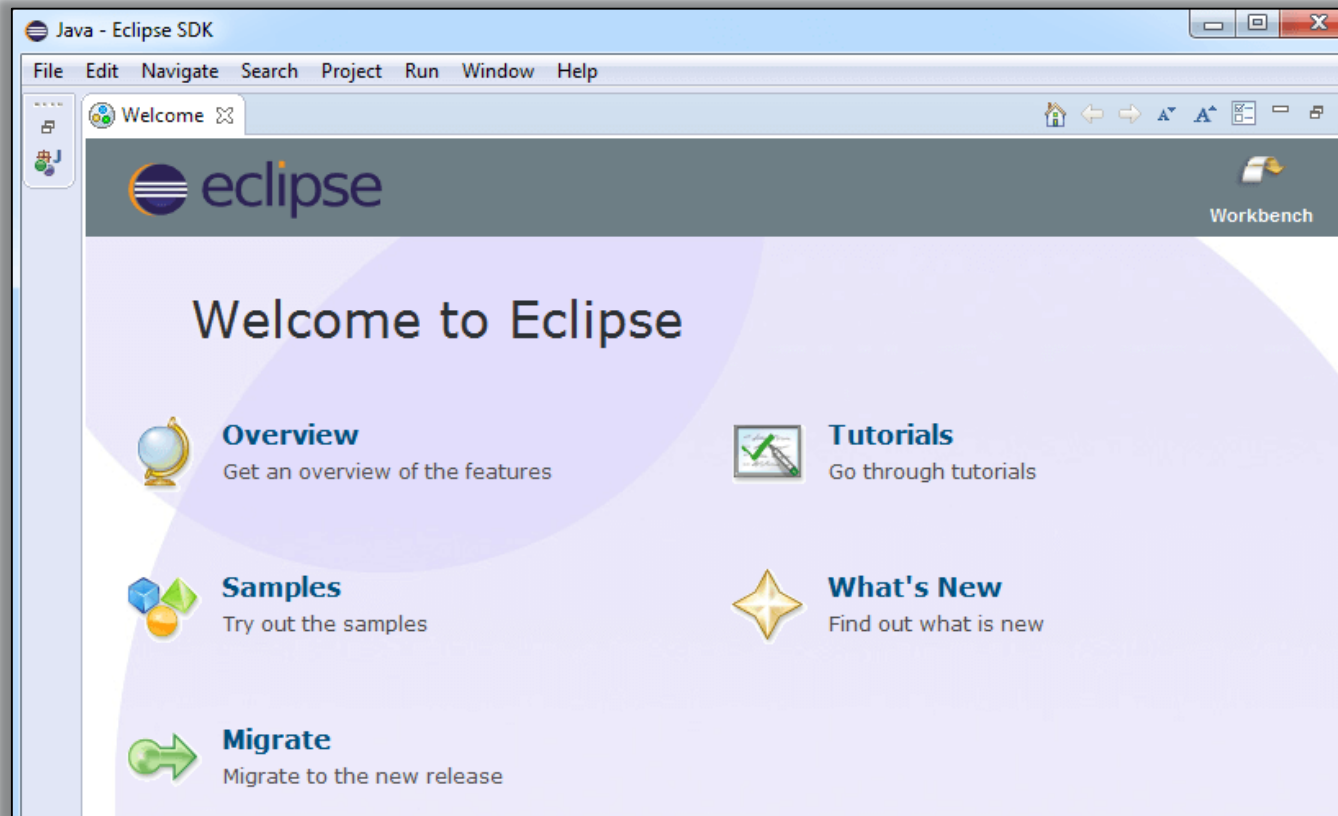 Java - Eclipse SDK
File Edit Navigate Search Project Run Window Help
Welcome
eclipse
Workbench
Welcome to Eclipse
Overview
Get an overview of the features
Tutorials
Go through tutorials
Samples
Try out the samples
What's New
Find out what is new
Migrate
Migrate to the new release